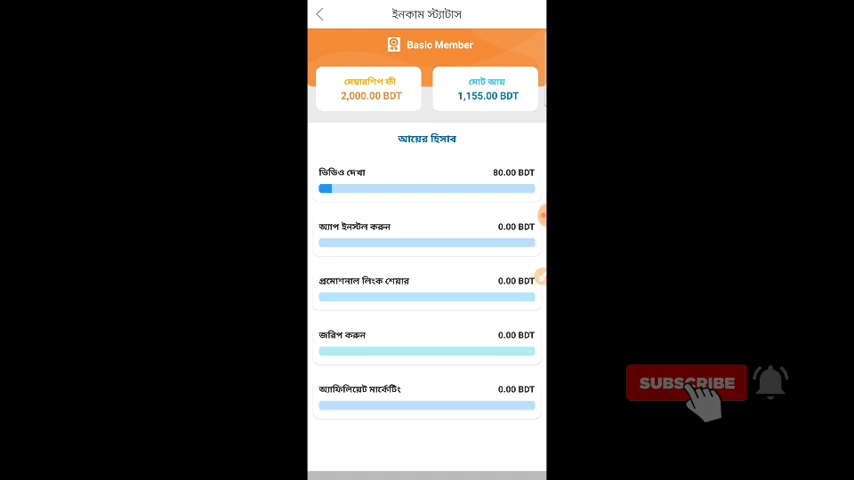 ইনকাম স্ট্যাটাস
Basic Member
মেম্বারশিপ ফী
2,000.00 BDT
মোট আয়
1,155.00 BDT
আয়ের হিসাব
ভিডিও দেখা 80.00 BDT
অ্যাপ ইনস্টল করুন 0.00 BDT
প্রমোশনাল লিংক শেয়ার 0.00 BDT
জরিপ করুন 0.00 BDT
অ্যাফিলিয়েট মার্কেটিং 0.00 BDT
SUBSCRIBE